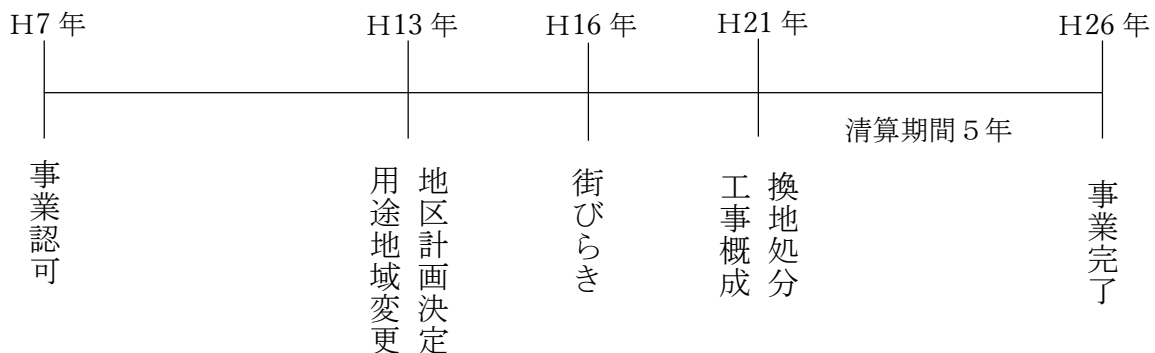 H7年
H13年
H16年
H21年
H26年
清算期間５年
事業認可
地区計画決定
用途地域変更
街びらき
換地処分
工事概成
事業完了